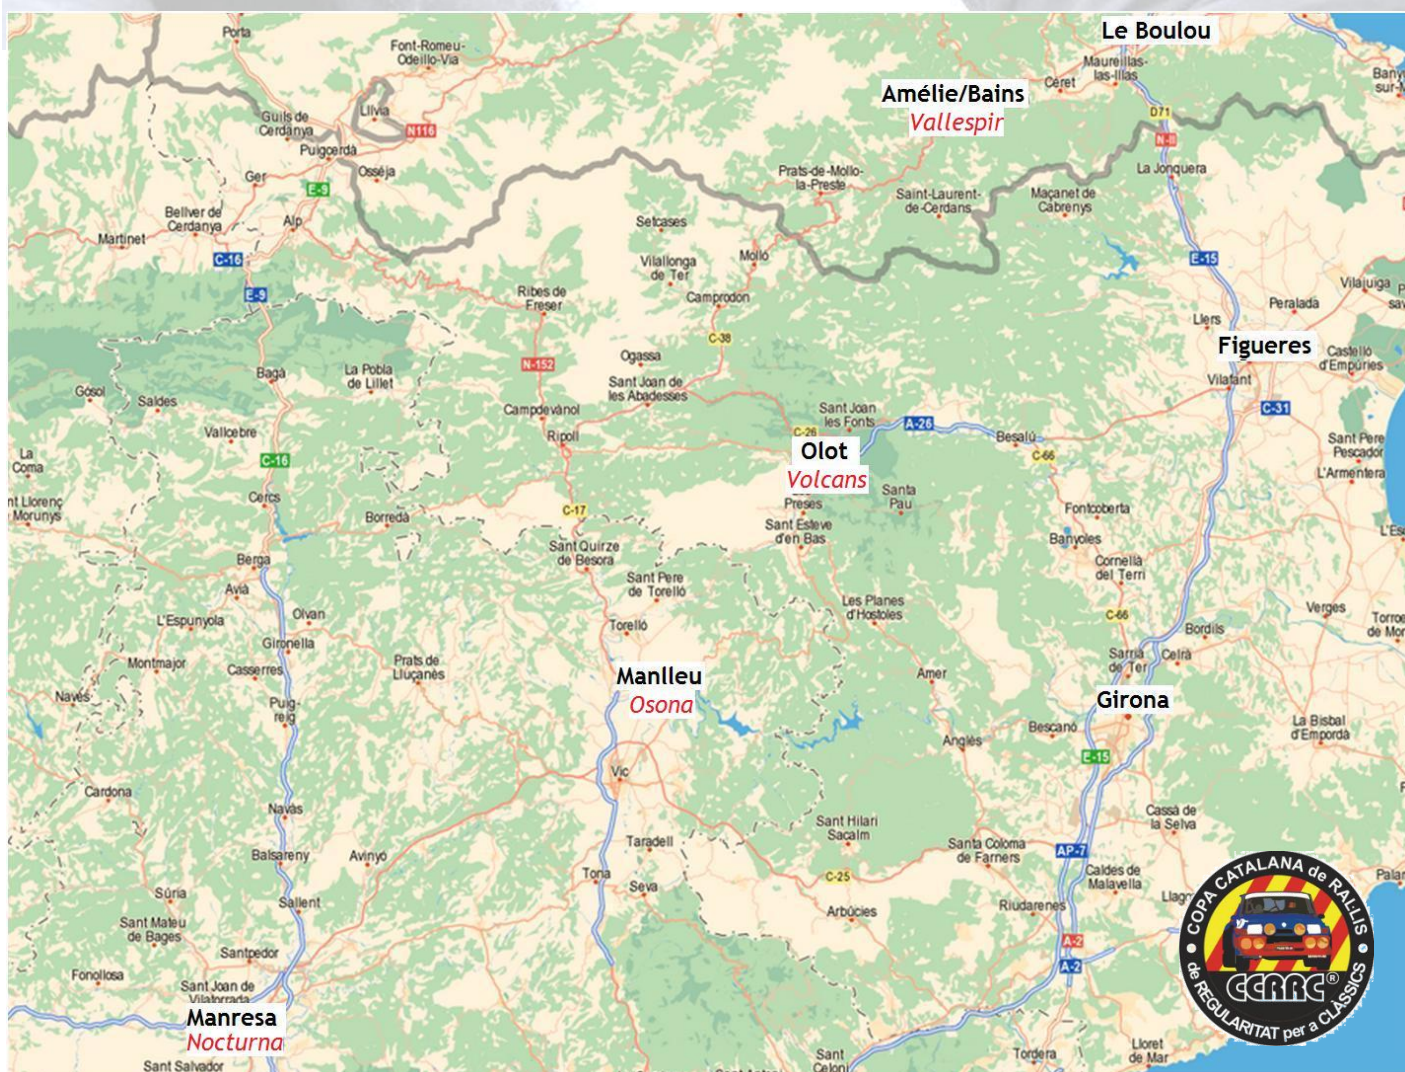 Le Boulou
Porta
Font-Romeu-
Odeillo-Via
Maureillas-
las-Illas
Ceret
Amélie/Bains
Vallespir
D71
Llívia
Guils de
Cerdanya
N116
N-II
Puigcerdà
Osséja
Ger
E-9
La Jonquera
Prats-de-Mollo-
la-Preste
Saint-Laurent-
de-Cerdans
Maçanet de
Cabrenys
Bellver de
Cerdanya
Alp
Martinet
Setcases
C-16
Molló
E-15
Vilallonga
de Ter
E-9
Ribes de
Freser
Camprodon
Vilajuïga
Peralada
Llers
C-38
Figueres
Castelló
d'Empúries
Ogassa
N-152
Bagà
La Pobla
de Lillet
Sant Joan de
les Abadesses
Vilafant
Gósol
Saldes
C-31
Campdevànol
Sant Joan
les Fonts
A-26
Vallcebre
Ripoll
C-26
Besalú
Olot
Volcans
C-66
Sant Pere
Pescador
La
Coma
C-16
L'Armentera
Cercs
Preses
Santa
Pau
Fontcoberta
Borredà
C-17
Sant Esteve
d'en Bas
Banyoles
Sant Quirze
de Besora
Berga
Cornellà
del Terri
Avià
Sant Pere
de Torelló
Les Planes
d'Hostoles
L'Espunyola
Olvan
C-66
Verges
Torelló
Bordils
Gironella
Montmajor
Casserres
Prats de
Lluçanès
Sarrià
de Ter
Celrà
Manlleu
Osona
Amer
Navès
Puig-
reig
Girona
Bescanó
La Bisbal
d'Empordà
Anglès
E-15
Vic
Cardona
Navàs
Cassà de
la Selva
Sant Hilari
Sacalm
Taradell
Santa Coloma
de Farners
AP-7
Balsareny
Avinyó
Tona
Seva
C-25
Caldes de
Malavella
Súria
Sallent
Arbúcies
Riudarenes
Sant Mateu
de Bages
Santpedor
A-2
A-2
Fonollosa
Sant Joan de
Vilatorrada
Manresa
Nocturna
Sant Salvador
Sant
Celoni
Tordera
Lloret
de Mar
COPA CATALANA de RAL·LIS
CCRRC®
de REGULARITAT per a CLÀSSICS